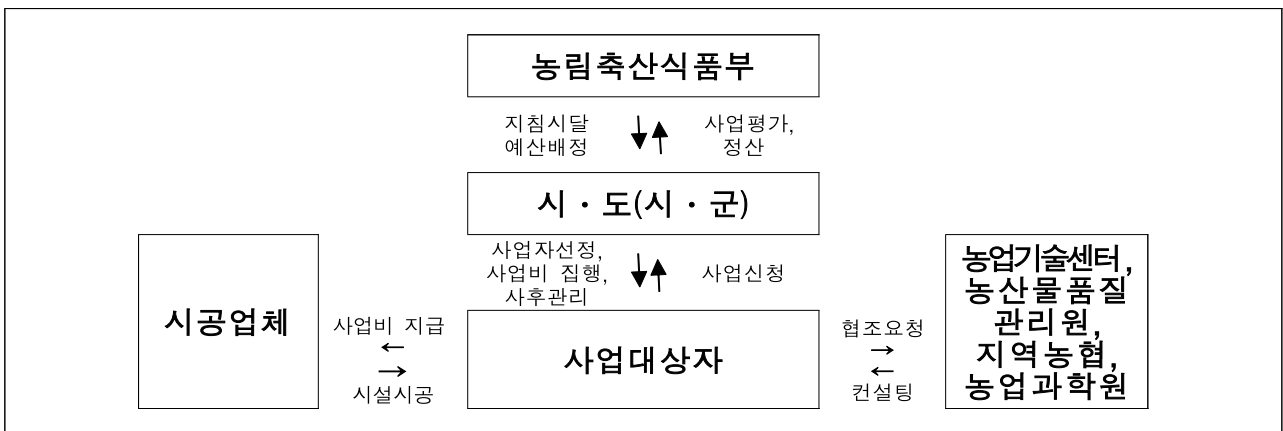 농림축산식품부
지침시달
예산배정
사업평가,
정산
시·도(시·군)
사업자선정,
사업비 집행,
사후관리
사업신청
시공업체
사업비 지급
←
→
시설시공
사업대상자
협조요청
→
←
컨설팅
농업기술센터,
농산물품질
관리원,
지역농협,
농업과학원